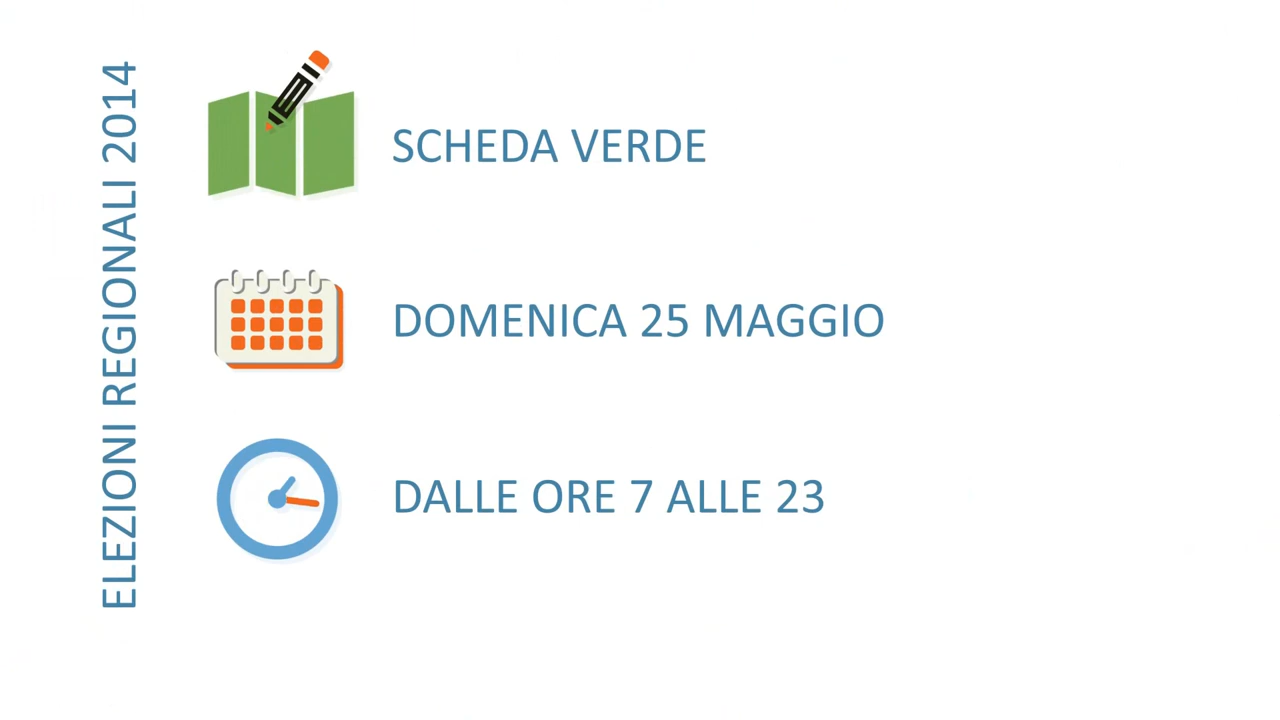 ELEZIONI REGIONALI 2014
SCHEDA VERDE
DOMENICA 25 MAGGIO
DALLE ORE 7 ALLE 23